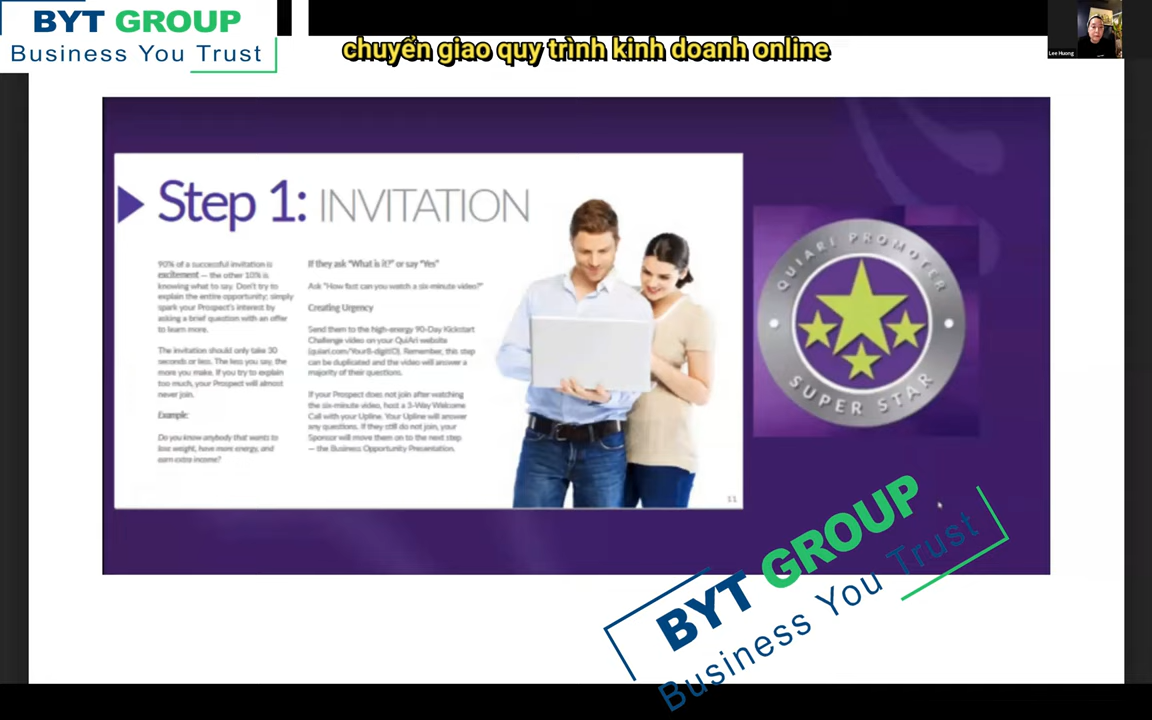 BYT GROUP
Business You Trust
chuyển giao quy trình kinh doanh online
Lee Huong
Step 1: INVITATION
90% of a successful invitation is
excitement — the other 10% is
knowing what to say. Don't try to
explain the entire opportunity; simply
spark your Prospect's interest by
asking a brief question with an offer
to learn more.
The invitation should only take 30
seconds or less. The less you say, the
more you make. If you try to explain
too much, your Prospect will almost
never join.
Example:
Do you know anybody that wants to
lose weight, have more energy, and
earn extra income?
If they ask "What is it?" or say "Yes"
Ask "How fast can you watch a six-minute video?"
Creating Urgency
Send them to the high-energy 90-Day Kickstart
Challenge video on your QuiAri website
(quiari.com/Your8-digitID). Remember, this step
can be duplicated and the video will answer a
majority of their questions.
If your Prospect does not join after watching
the six-minute video, host a 3-Way Welcome
Call with your Upline. Your Upline will answer
any questions. If they still do not join, your
Sponsor will move them on to the next step
— the Business Opportunity Presentation.
11
QUIARI PROMOTER
SUPER STAR
BYT GROUP
Business You Trust